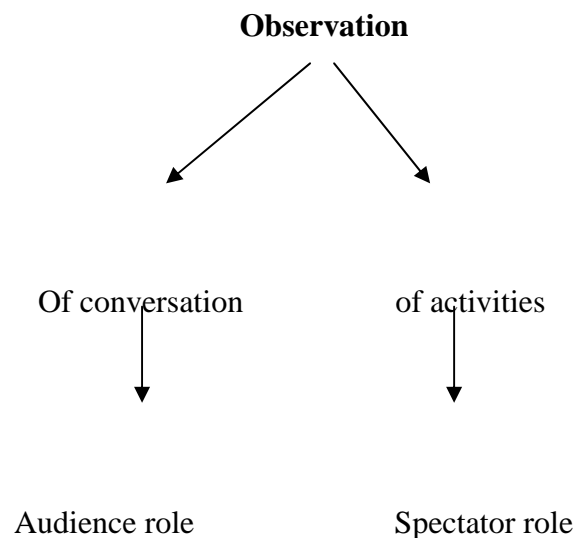 Observation
Of conversation of activities
Audience role Spectator role